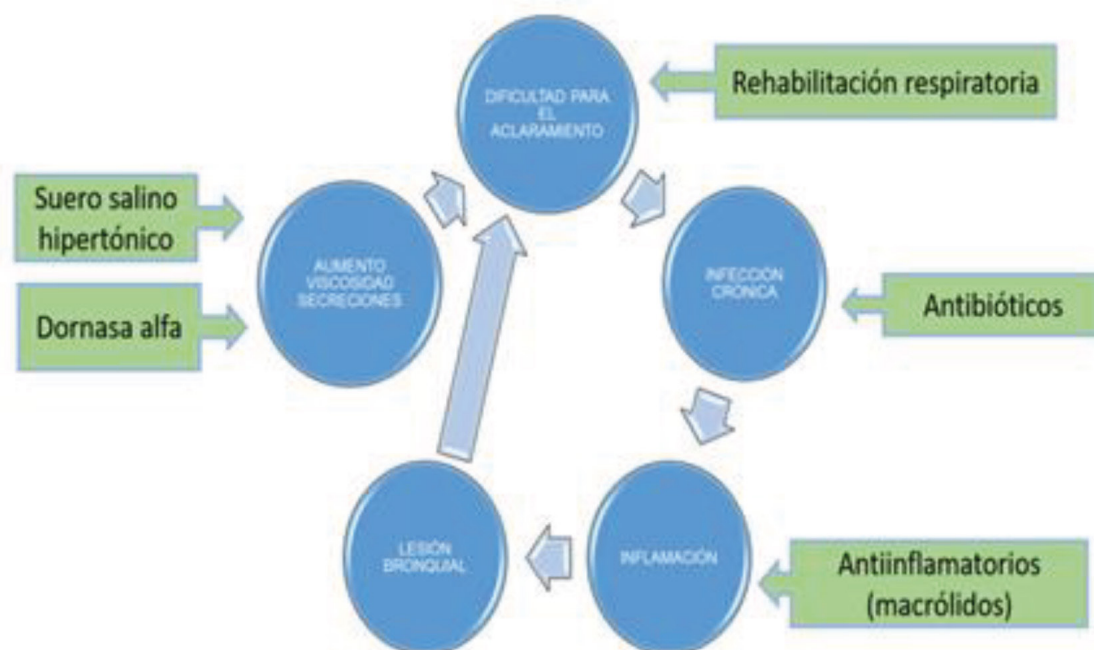 DIFICULTAD PARA
EL
ACLARAMIENTO
Rehabilitación respiratoria
Suero salino
hipertónico
AUMENTO
VISCOSIDAD
SECRECIONES
INFECCION
CRONICA
Dornasa alfa
Antibióticos
LESIÓN
BRONQUIAL
INFLAMACIÓN
Antiinflamatorios
(macrólidos)